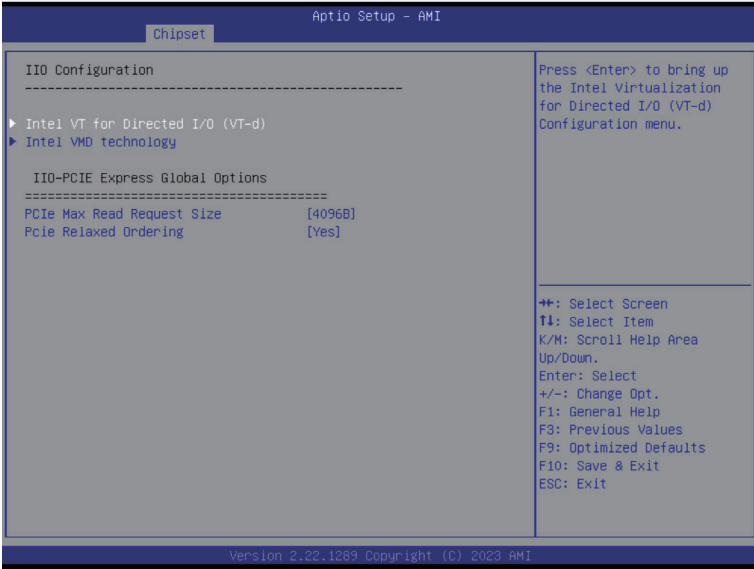 Aptio Setup - AMI
Chipset
IIO Configuration
--------------------------------------------------
Intel VT for Directed I/O (VT-d)
Intel VMD technology
IIO-PCIE Express Global Options
========================================
PCIe Max Read Request Size [4096B]
Pcie Relaxed Ordering [Yes]
Press <Enter> to bring up
the Intel Virtualization
for Directed I/O (VT-d)
Configuration menu.
→←: Select Screen
↑↓: Select Item
K/M: Scroll Help Area
Up/Down.
Enter: Select
+/-: Change Opt.
F1: General Help
F3: Previous Values
F9: Optimized Defaults
F10: Save & Exit
ESC: Exit
Version 2.22.1289 Copyright (C) 2023 AMI